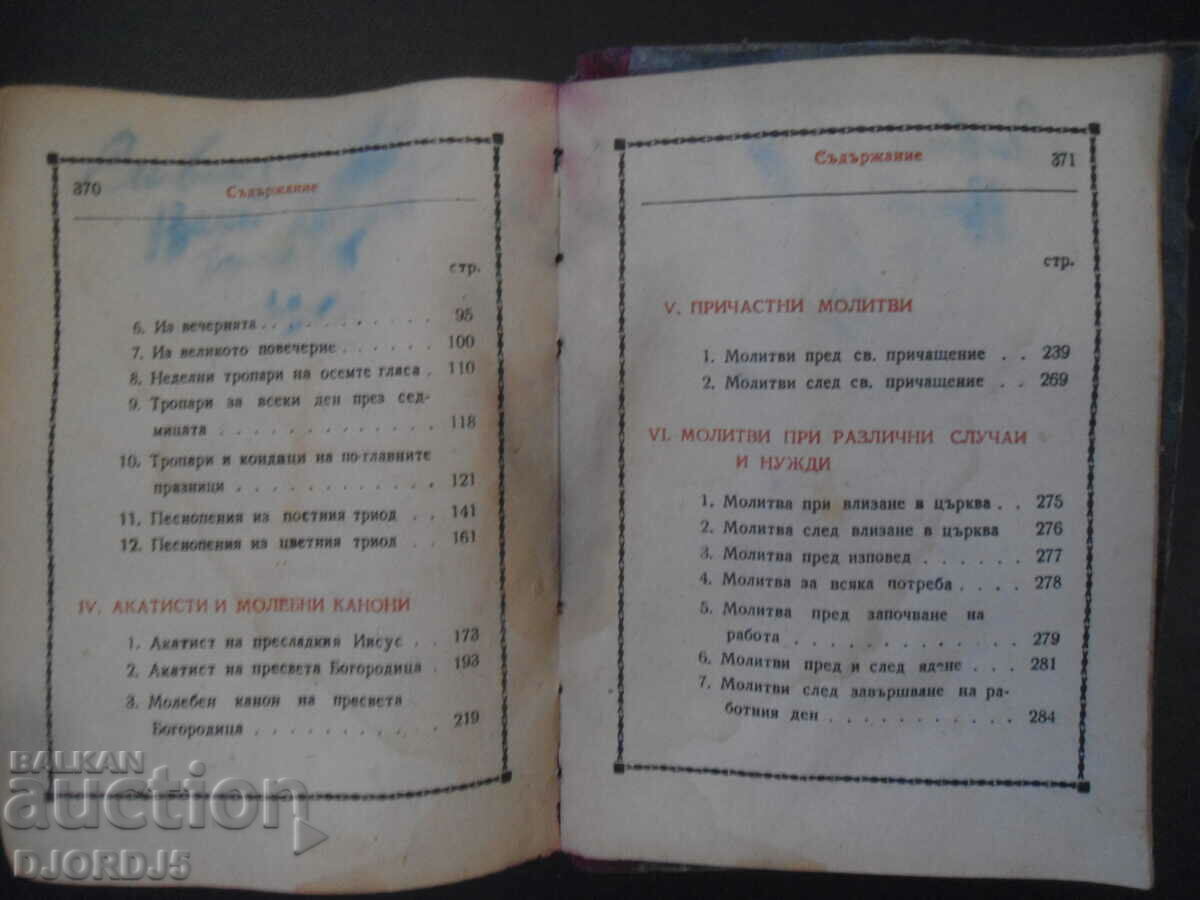 370 Съдържание
стр.
6. Из вечерията . . . . . . . . . . . 95
7. Из великото повечерие . . . . . . 100
8. Неделни тропари на осемте гласа . 110
9. Тропари за всеки ден през сед-
мицата . . . . . . . . . . . . . . 118
10. Тропари и кондаци на по-главните
празници . . . . . . . . . . . . . 121
11. Песнопения из постния триод . . 141
12. Песнопения из цветния триод . . 161
IV. АКАТИСТИ И МОЛЕБНИ КАНОНИ
1. Акатист на пресладкия Иисус . . 173
2. Акатист на пресвета Богородица . 193
3. Молебен канон на пресвета
Богородица . . . . . . . . . . . 219
Съдържание 371
стр.
V. ПРИЧАСТНИ МОЛИТВИ
1. Молитви пред св. причащение . . 239
2. Молитви след св. причащение . . 269
VI. МОЛИТВИ ПРИ РАЗЛИЧНИ СЛУЧАИ
И НУЖДИ
1. Молитва при влизане в църква . . 275
2. Молитва след влизане в църква 276
3. Молитва пред изповед . . . . 277
4. Молитва за всяка потреба . . . . 278
5. Молитва пред започване на
работа . . . . . . . . . . . . . 279
6. Молитви пред и след ядене . . . 281
7. Молитви след завършване на ра-
ботния ден . . . . . . . . . . . 284
BALKAN
auction
DJORDJ5